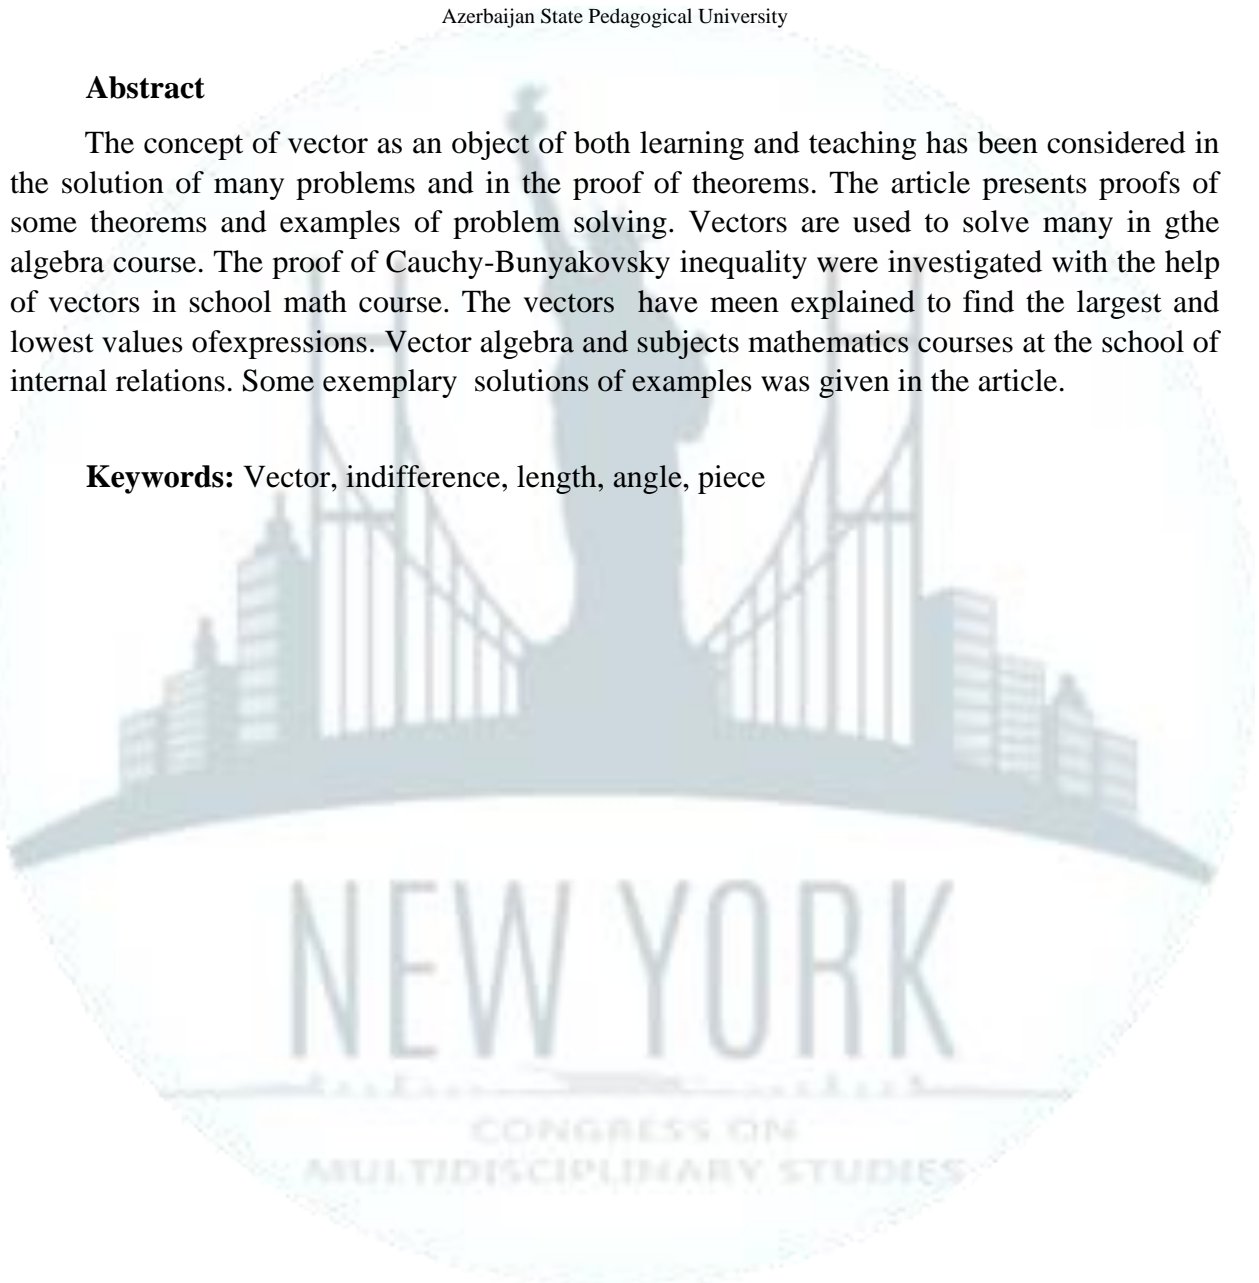 Azerbaijan State Pedagogical University
Abstract
The concept of vector as an object of both learning and teaching has been considered in
the solution of many problems and in the proof of theorems. The article presents proofs of
some theorems and examples of problem solving. Vectors are used to solve many in gthe
algebra course. The proof of Cauchy-Bunyakovsky inequality were investigated with the help
of vectors in school math course. The vectors  have meen explained to find the largest and
lowest values ofexpressions. Vector algebra and subjects mathematics courses at the school of
internal relations. Some exemplary  solutions of examples was given in the article.
Keywords: Vector, indifference, length, angle, piece
NEW YORK
CONGRESS ON
MULTIDISCIPLINARY STUDIES